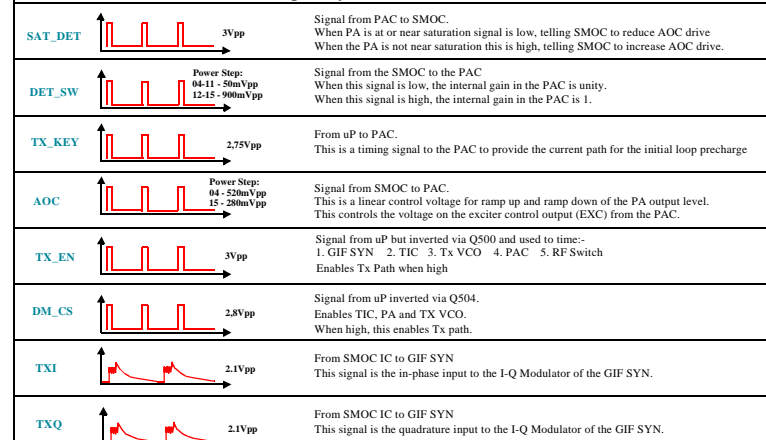 SAT_DET
3Vpp
Signal from PAC to SMOC.
When PA is at or near saturation signal is low, telling SMOC to reduce AOC drive
When the PA is not near saturation this is high, telling SMOC to increase AOC drive.
DET_SW
Power Step:
04-11 - 50mVpp
12-15 - 900mVpp
Signal from the SMOC to the PAC
When this signal is low, the internal gain in the PAC is unity.
When this signal is high, the internal gain in the PAC is 1.
TX_KEY
2,75Vpp
From uP to PAC.
This is a timing signal to the PAC to provide the current path for the initial loop precharge
AOC
Power Step:
04 - 520mVpp
15 - 280mVpp
Signal from SMOC to PAC.
This is a linear control voltage for ramp up and ramp down of the PA output level.
This controls the voltage on the exciter control output (EXC) from the PAC.
TX_EN
3Vpp
Signal from uP but inverted via Q500 and used to time:-
1. GIF SYN 2. TIC 3. Tx VCO 4. PAC 5. RF Switch
Enables Tx Path when high
DM_CS
2,8Vpp
Signal from uP inverted via Q504.
Enables TIC, PA and TX VCO.
When high, this enables Tx path.
TXI
2.1Vpp
From SMOC IC to GIF SYN
This signal is the in-phase input to the I-Q Modulator of the GIF SYN.
TXQ
2.1Vpp
From SMOC IC to GIF SYN
This signal is the quadrature input to the I-Q Modulator of the GIF SYN.